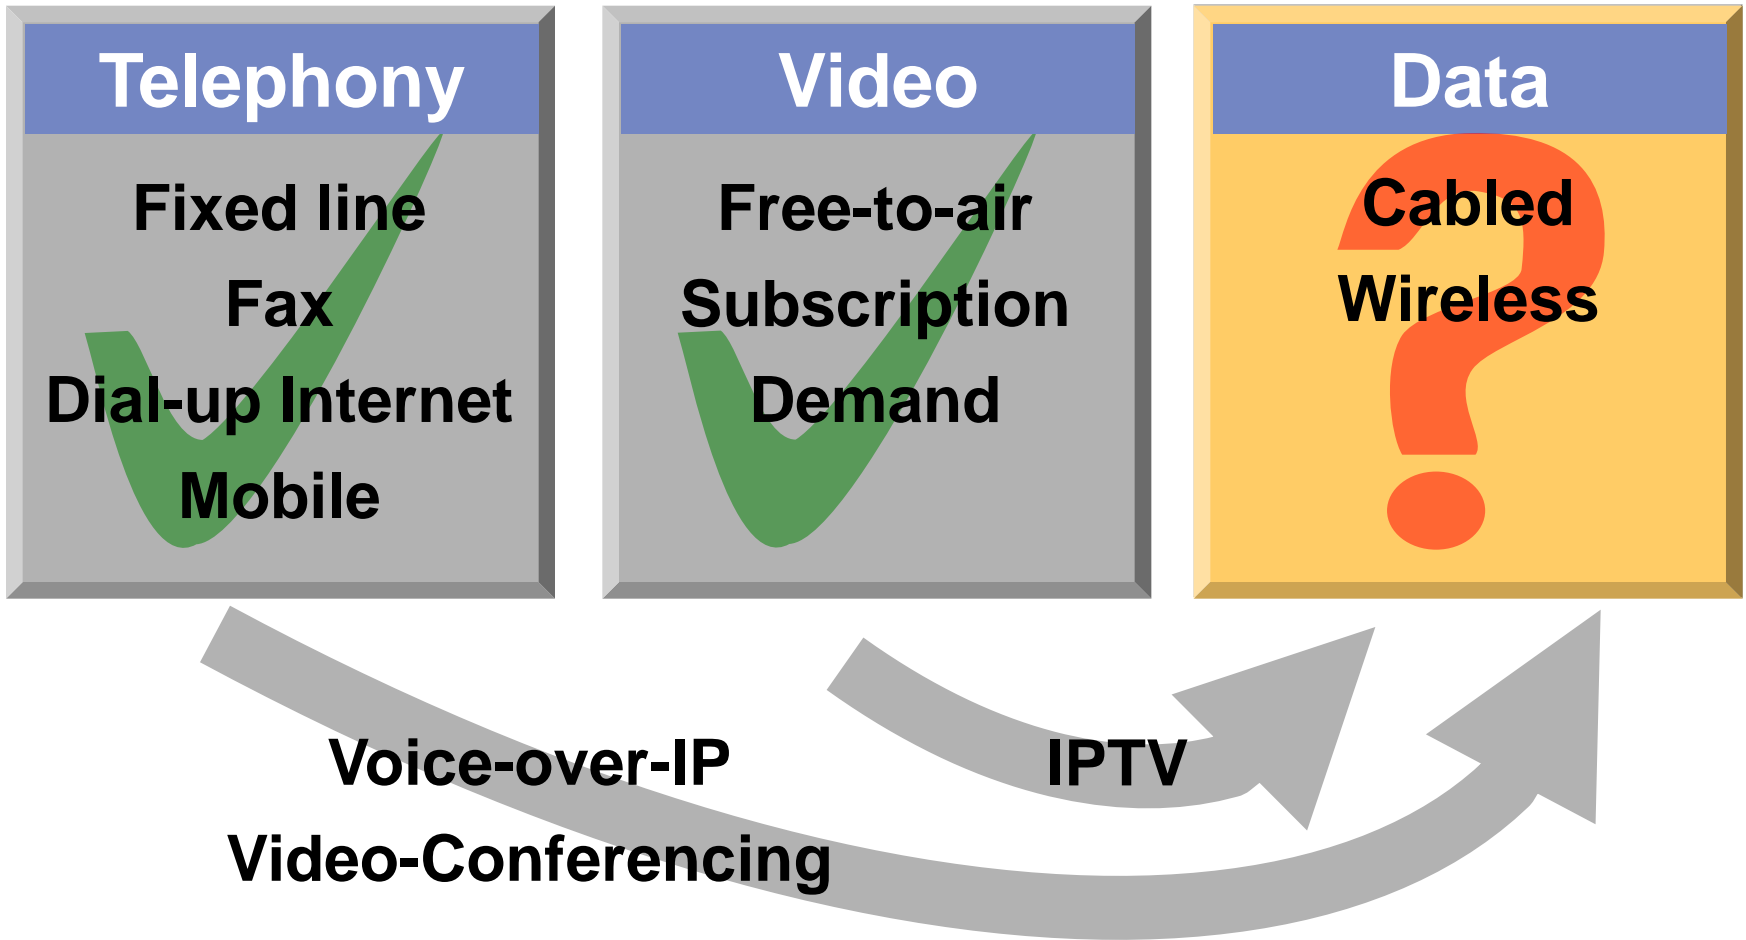 Telephony
Fixed line
Fax
Dial-up Internet
Mobile
Video
Free-to-air
Subscription
Demand
Data
Cabled
Wireless
Voice-over-IP
Video-Conferencing
IPTV